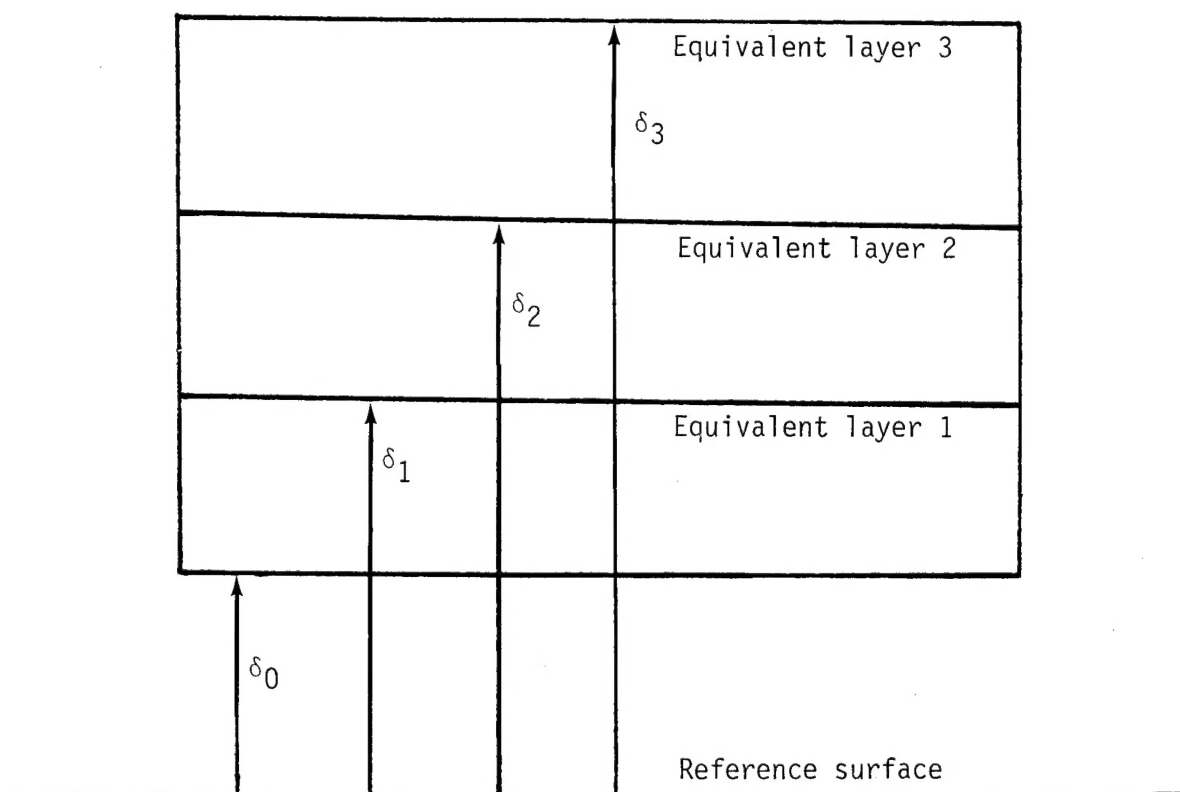 Equivalent layer 3
δ3
Equivalent layer 2
δ2
Equivalent layer 1
δ1
δ0
Reference surface